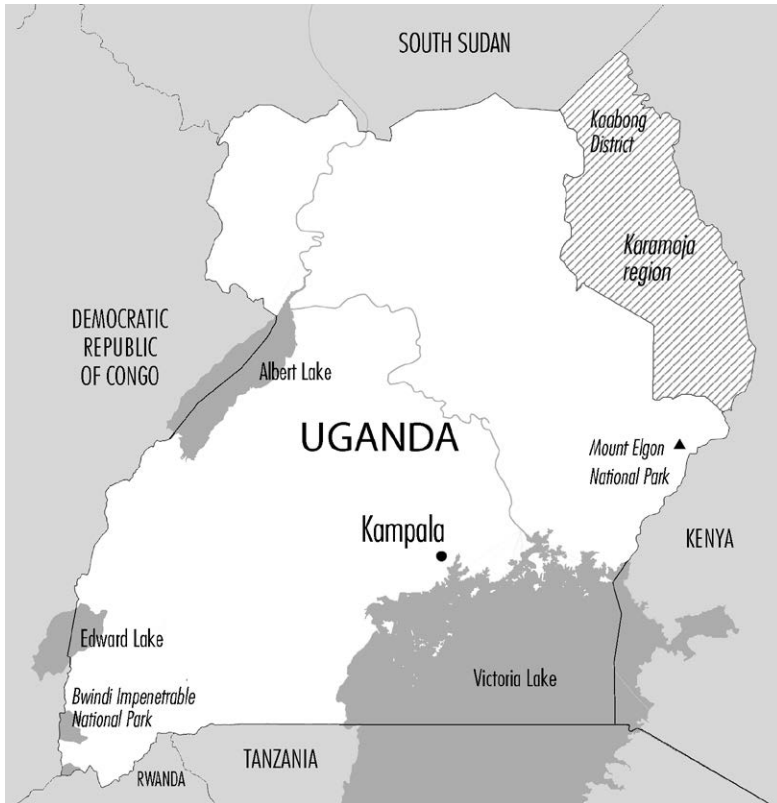 SOUTH SUDAN
Kaabong
District
Karamoja
region
DEMOCRATIC
REPUBLIC
OF CONGO
Albert Lake
UGANDA
Mount Elgon
National Park
Kampala
KENYA
Edward Lake
Victoria Lake
Bwindi Impenetrable
National Park
TANZANIA
RWANDA